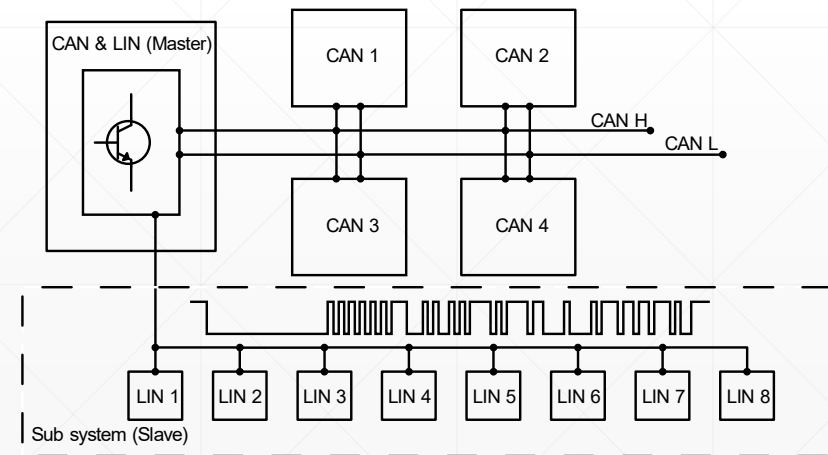 CAN & LIN (Master)
CAN 1
CAN 2
CAN H
CAN L
CAN 3
CAN 4
LIN 1
LIN 2
LIN 3
LIN 4
LIN 5
LIN 6
LIN 7
LIN 8
Sub system (Slave)